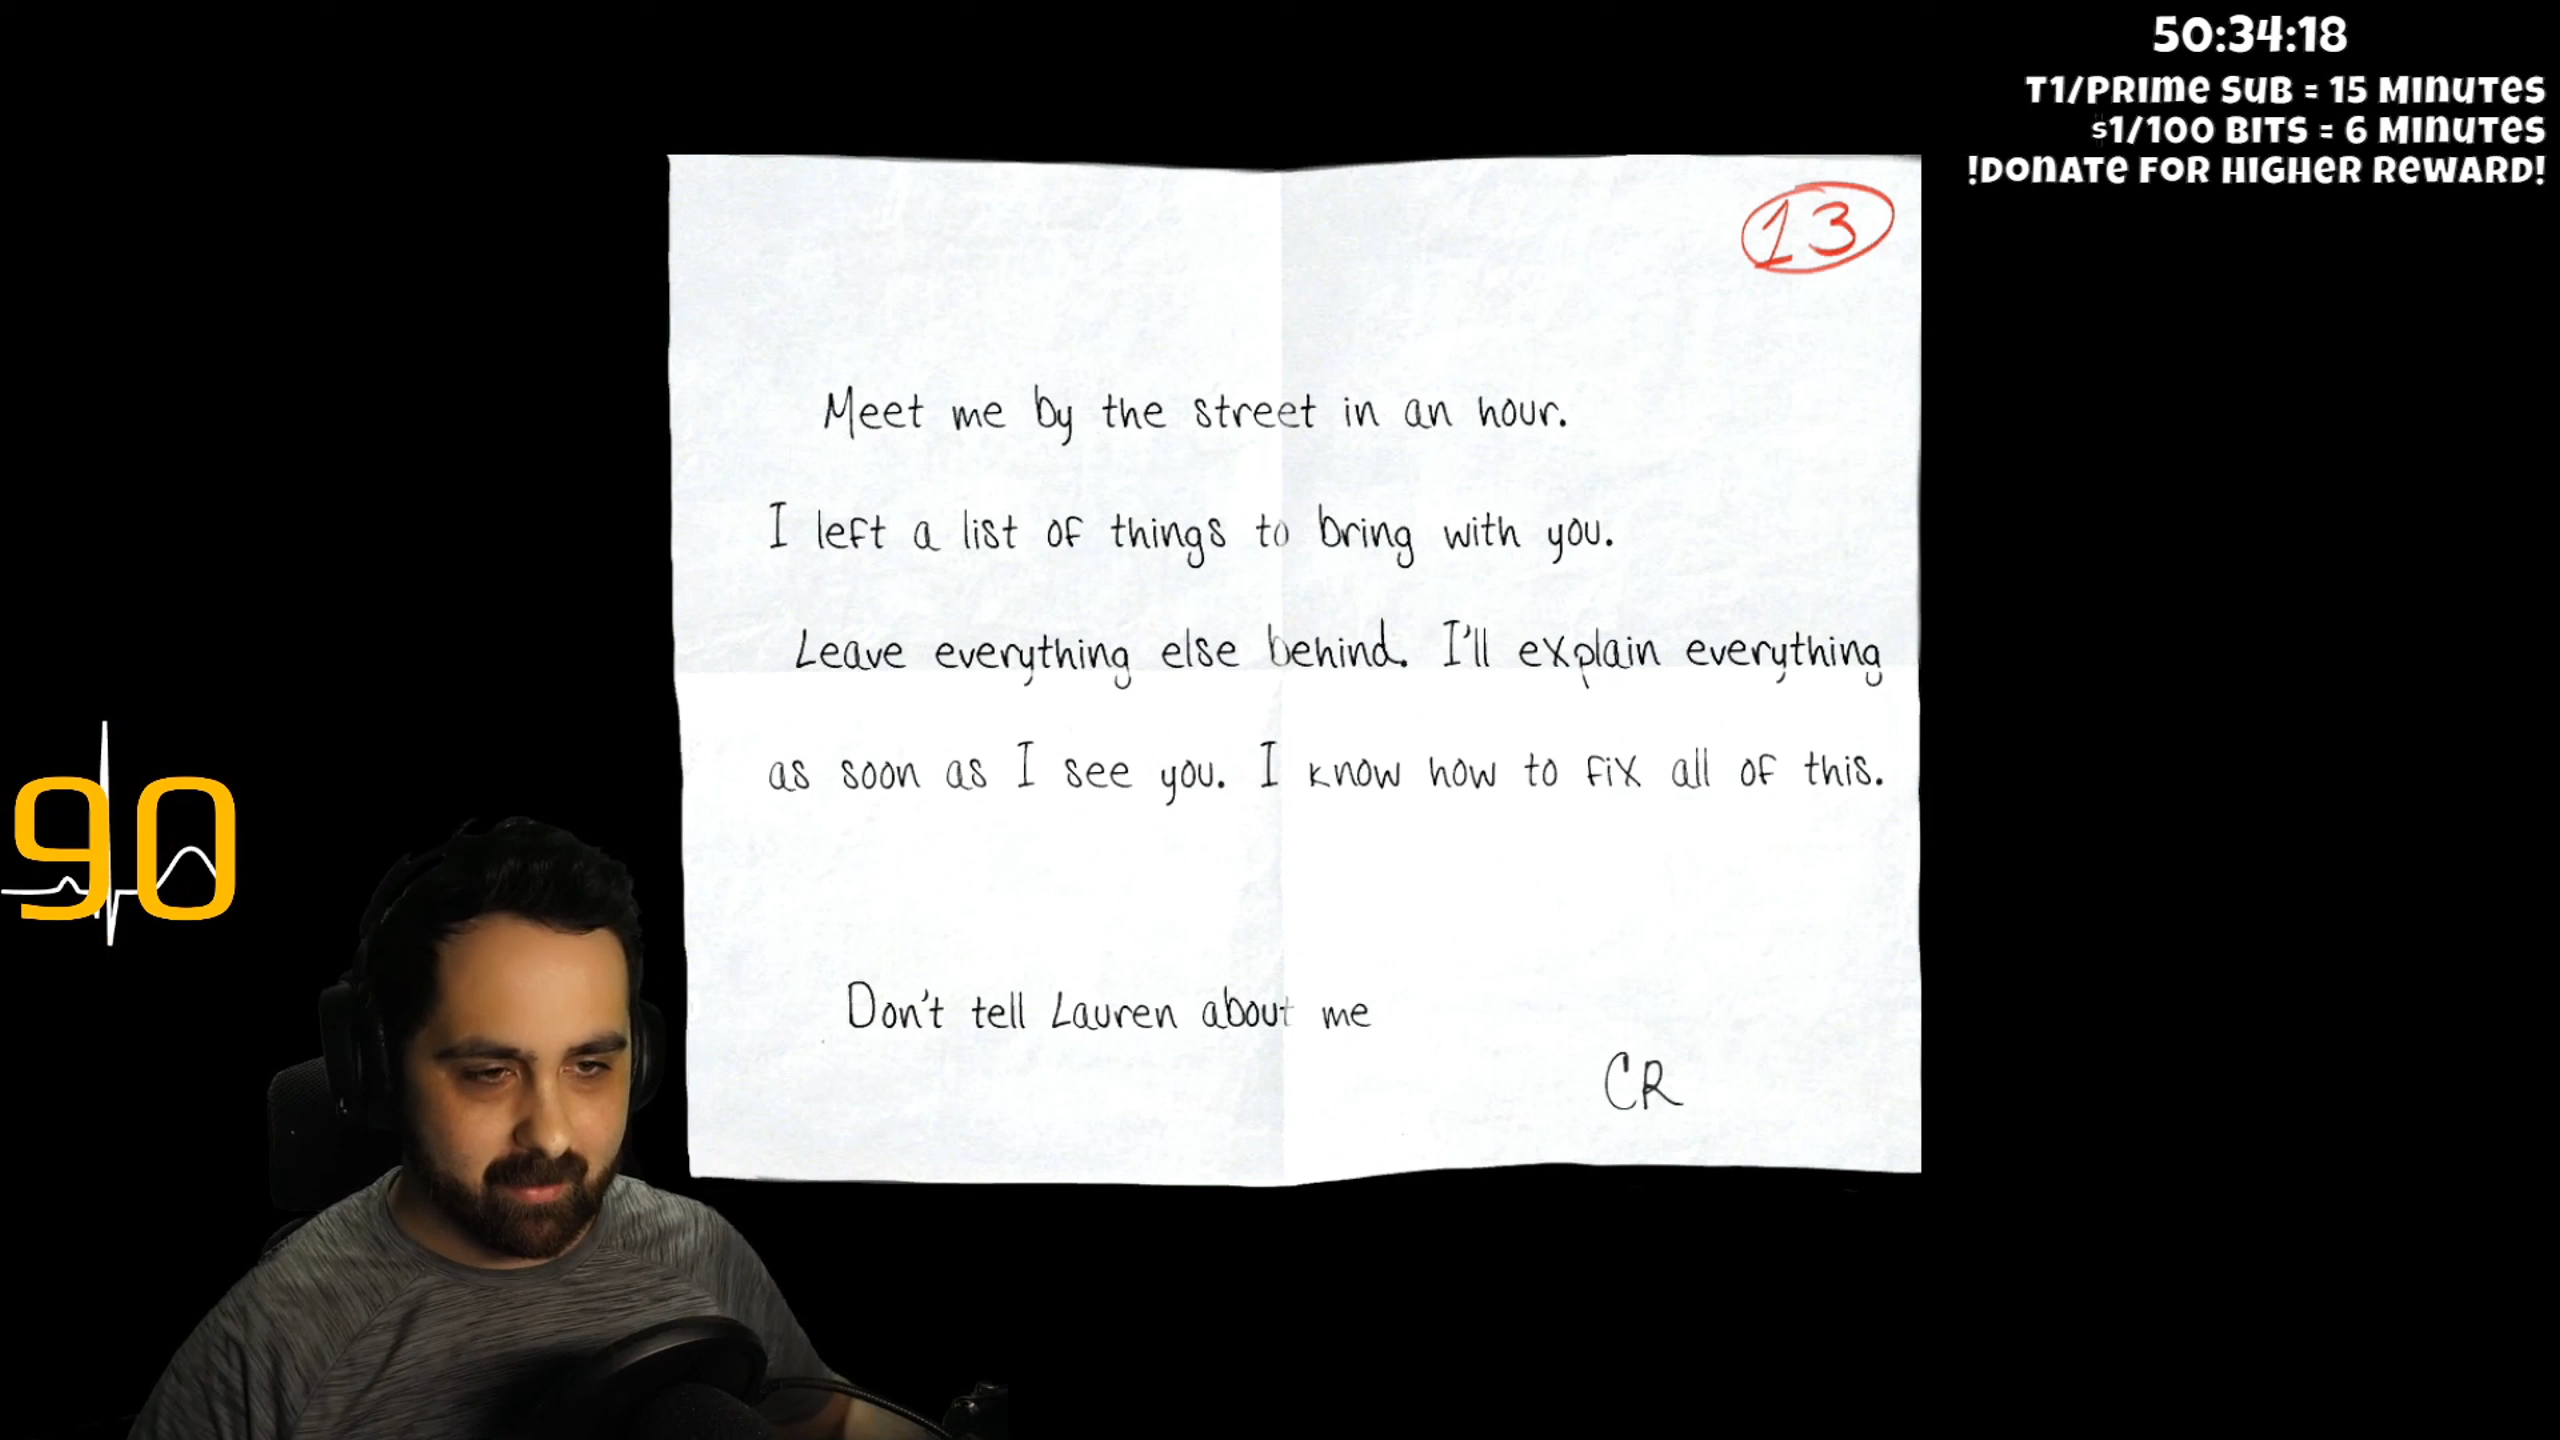 50:34:18
T1/Prime Sub = 15 Minutes
$1/100 Bits = 6 Minutes
!Donate for Higher Reward!
13
Meet me by the street in an hour.
I left a list of things to bring with you.
Leave everything else behind. I'll explain everything
as soon as I see you. I know how to fix all of this.
90
Don't tell Lauren about me
CR